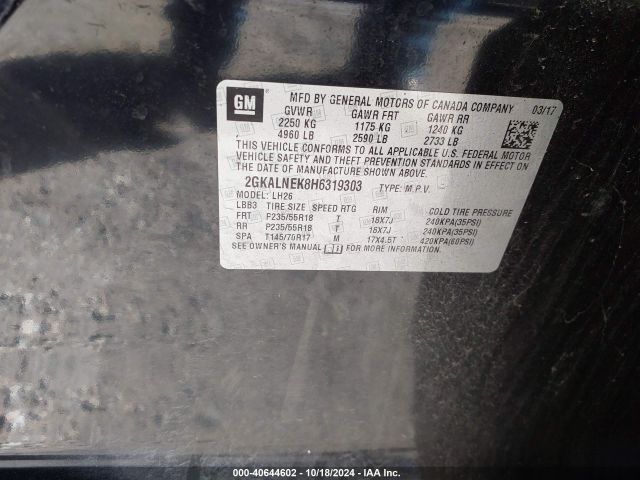 GM
MFD BY GENERAL MOTORS OF CANADA COMPANY 03/17
GVWR GAWR FRT GAWR RR
2250 KG 1175 KG 1240 KG
4960 LB 2590 LB 2733 LB
THIS VEHICLE CONFORMS TO ALL APPLICABLE U.S. FEDERAL MOTOR
VEHICLE SAFETY AND THEFT PREVENTION STANDARDS IN EFFECT ON
THE DATE OF MANUFACTURE SHOWN ABOVE.
2GKALNEK8H6319303 TYPE: M.P.V.
MODEL: LH26
LBB3 TIRE SIZE SPEED RTG RIM COLD TIRE PRESSURE
FRT P235/55R18 T 18X7J 240KPA(35PSI)
RR P235/55R18 T 18X7J 240KPA(35PSI)
SPA T145/70R17 M 17X4.5T 420KPA(60PSI)
SEE OWNER'S MANUAL FOR MORE INFORMATION.
000-40644602 - 10/18/2024 - IAA Inc.